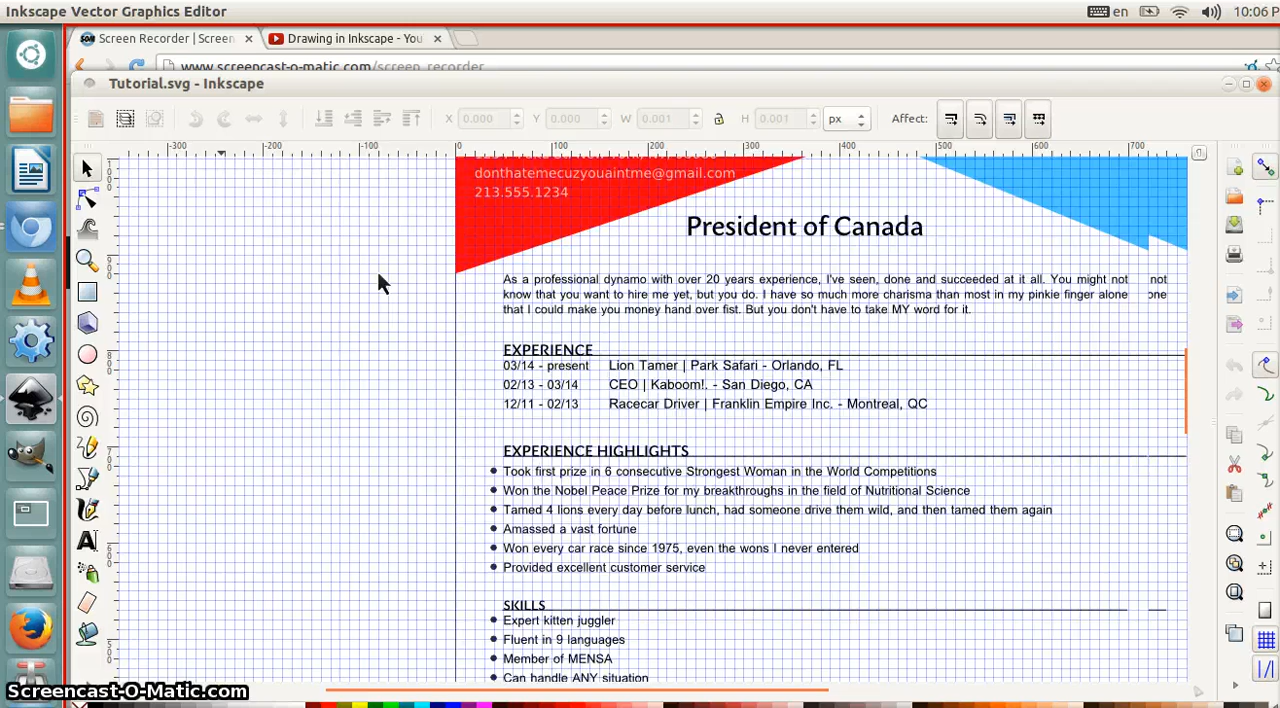 Inkscape Vector Graphics Editor
en
10:06 P
Screen Recorder | Screen
Drawing in Inkscape - You
www.screencast-o-matic.com/screen_recorder
Tutorial.svg - Inkscape
X 0.000 Y 0.000 W 0.001 H 0.001 px Affect:
-300 -200 -100 0 100 200 300 400 500 600 700
donthatemecuzyouaintme@gmail.com
213.555.1234
President of Canada
As a professional dynamo with over 20 years experience, I've seen, done and succeeded at it all. You might not not
know that you want to hire me yet, but you do. I have so much more charisma than most in my pinkie finger alone one
that I could make you money hand over fist. But you don't have to take MY word for it.
EXPERIENCE
03/14 - present Lion Tamer | Park Safari - Orlando, FL
02/13 - 03/14 CEO | Kaboom!. - San Diego, CA
12/11 - 02/13 Racecar Driver | Franklin Empire Inc. - Montreal, QC
EXPERIENCE HIGHLIGHTS
Took first prize in 6 consecutive Strongest Woman in the World Competitions
Won the Nobel Peace Prize for my breakthroughs in the field of Nutritional Science
Tamed 4 lions every day before lunch, had someone drive them wild, and then tamed them again
Amassed a vast fortune
Won every car race since 1975, even the wons I never entered
Provided excellent customer service
SKILLS
Expert kitten juggler
Fluent in 9 languages
Member of MENSA
Can handle ANY situation
Screencast-O-Matic.com